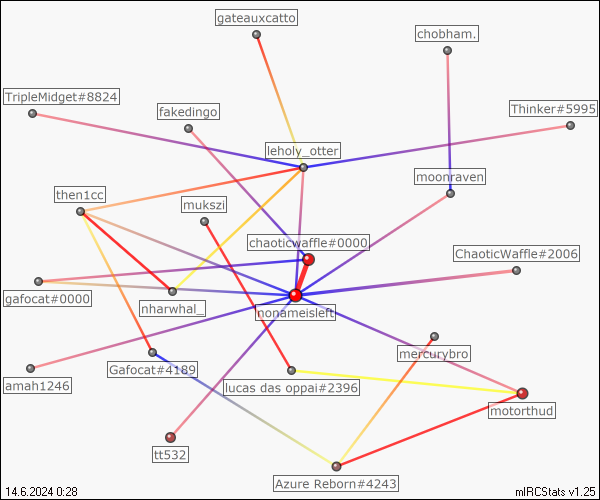 gateauxcatto
chobham.
TripleMidget#8824
fakedingo
Thinker#5995
leholy_otter
moonraven
then1cc
mukszi
chaoticwaffle#0000
ChaoticWaffle#2006
gafocat#0000
nharwhal_
nonameisleft
mercurybro
Gafocat#4189
amah1246
lucas das oppai#2396
motorthud
tt532
Azure Reborn#4243
14.6.2024 0:28
mIRCStats v1.25